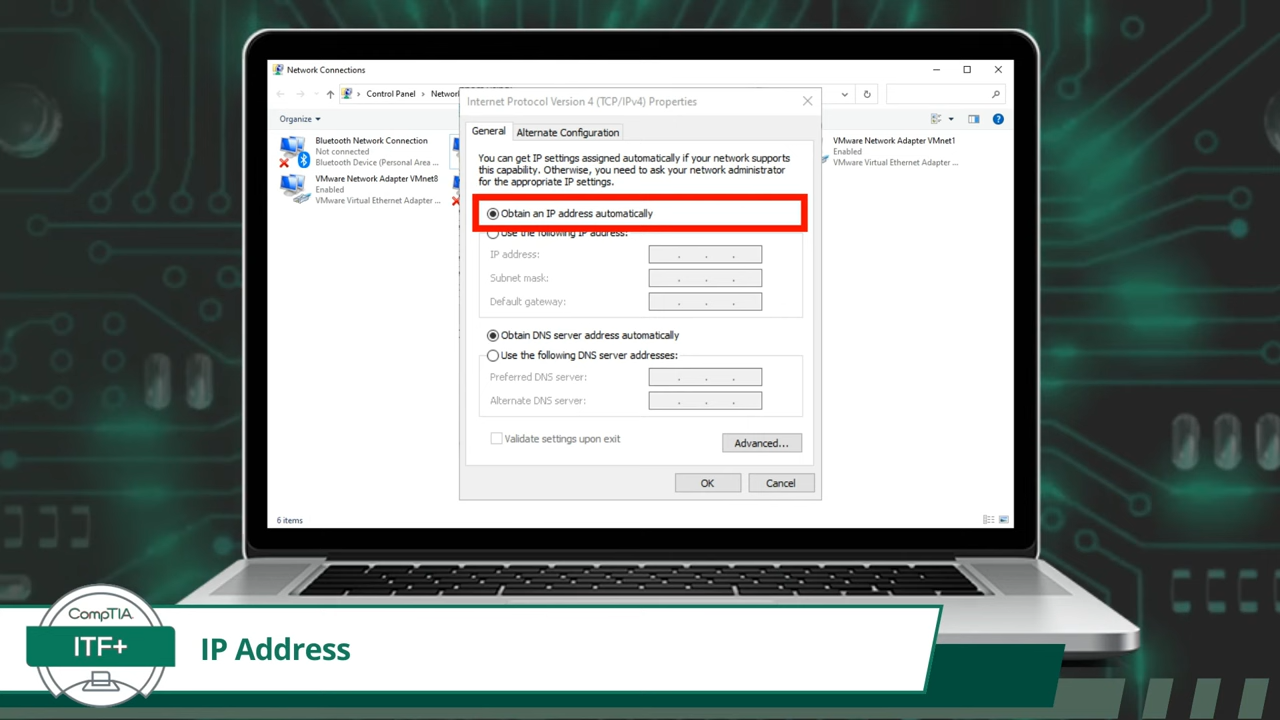 Network Connections
Control Panel > Network
Organize
Bluetooth Network Connection
Not connected
Bluetooth Device (Personal Area ...
VMware Network Adapter VMnet8
Enabled
VMware Virtual Ethernet Adapter ...
Internet Protocol Version 4 (TCP/IPv4) Properties
General
Alternate Configuration
You can get IP settings assigned automatically if your network supports
this capability. Otherwise, you need to ask your network administrator
for the appropriate IP settings.
Obtain an IP address automatically
Use the following IP address:
IP address:
Subnet mask:
Default gateway:
Obtain DNS server address automatically
Use the following DNS server addresses:
Preferred DNS server:
Alternate DNS server:
Validate settings upon exit
Advanced...
OK
Cancel
VMware Network Adapter VMnet1
Enabled
VMware Virtual Ethernet Adapter ...
6 items
CompTIA
ITF+
IP Address